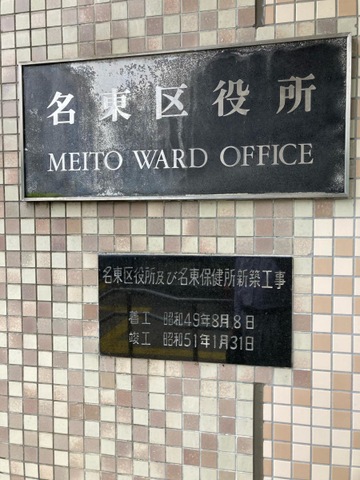 名東区役所
MEITO WARD OFFICE
名東区役所及び名東保健所新築工事
着工 昭和49年8月8日
竣工 昭和51年1月31日